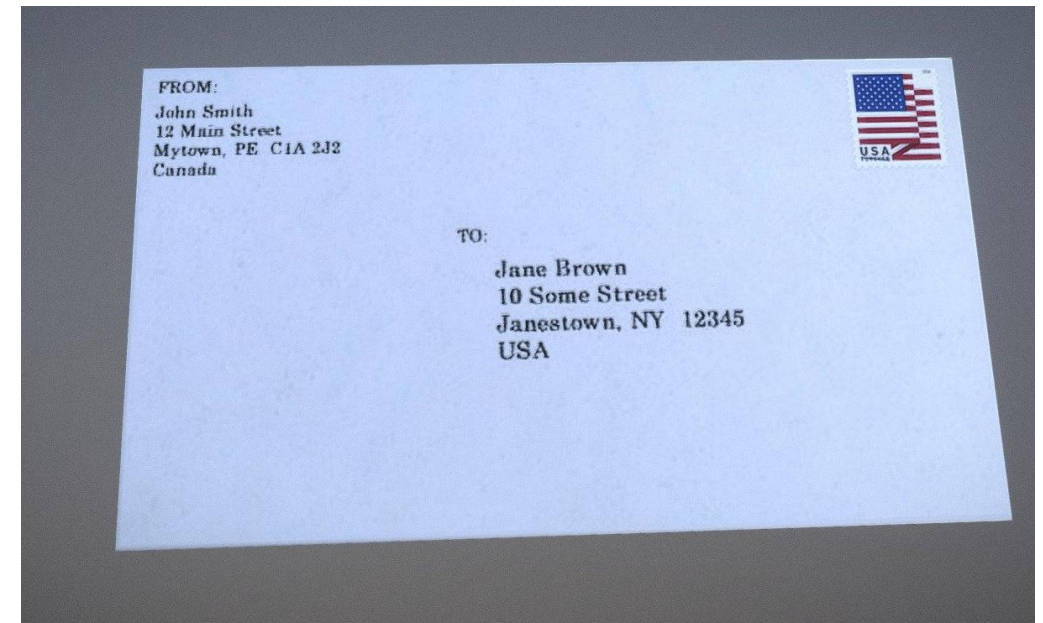 FROM:
John Smith
12 Main Street
Mytown, PE C1A 2J2
Canada
USA
FOREVER
TO:
Jane Brown
10 Some Street
Janestown, NY 12345
USA